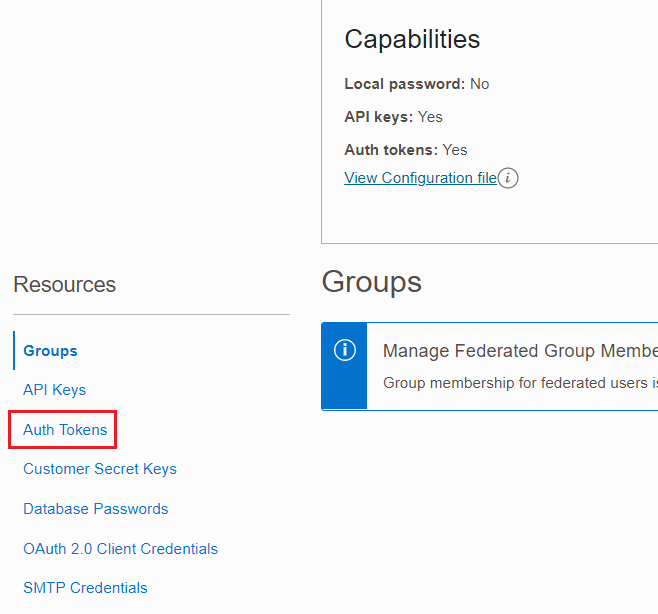 Capabilities
Local password: No
API keys: Yes
Auth tokens: Yes
View Configuration file
Resources
Groups
API Keys
Auth Tokens
Customer Secret Keys
Database Passwords
OAuth 2.0 Client Credentials
SMTP Credentials
Groups
Manage Federated Group Membe
Group membership for federated users is